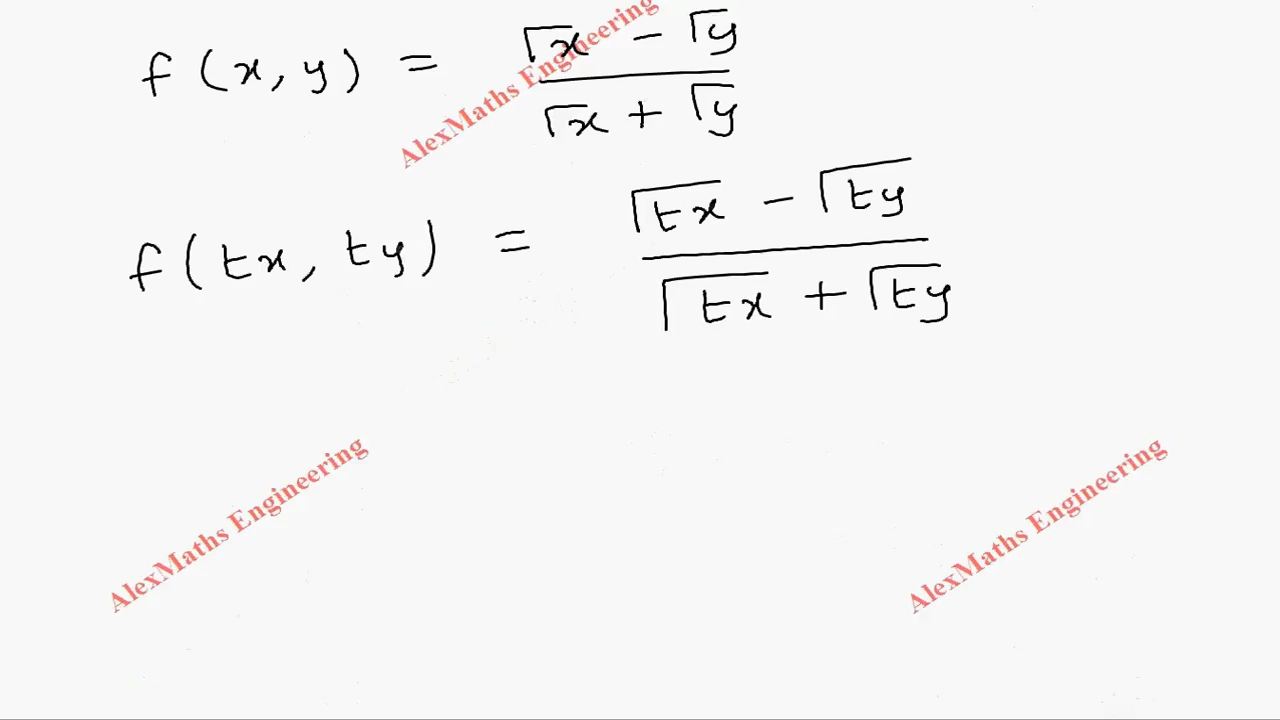 f(x, y) = (√x − √y) / (√x + √y)
f(tx, ty) = (√tx − √ty) / (√tx + √ty)
AlexMaths Engineering
AlexMaths Engineering
AlexMaths Engineering